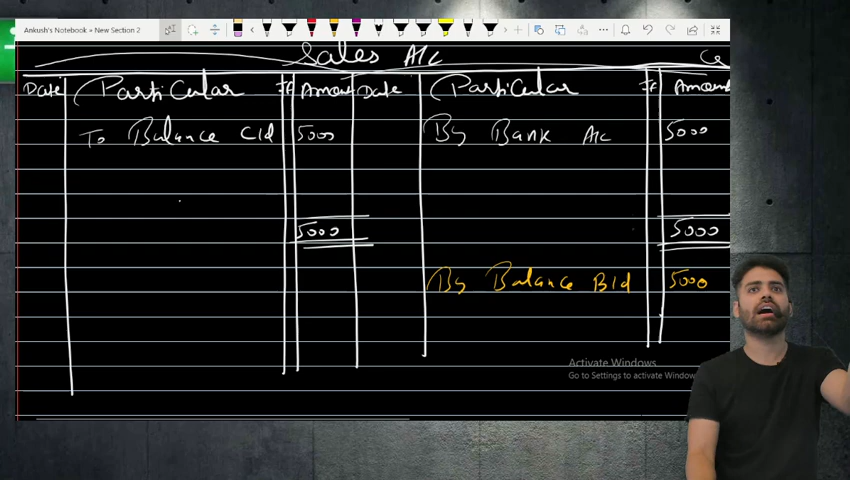 Ankush's Notebook » New Section 2
Sales A/c
Date Particular Amount Date Particular Amount
To Balance C/d 5000 By Bank A/c 5000
5000 5000
By Balance B/d 5000
Activate Windows
Go to Settings to activate Window